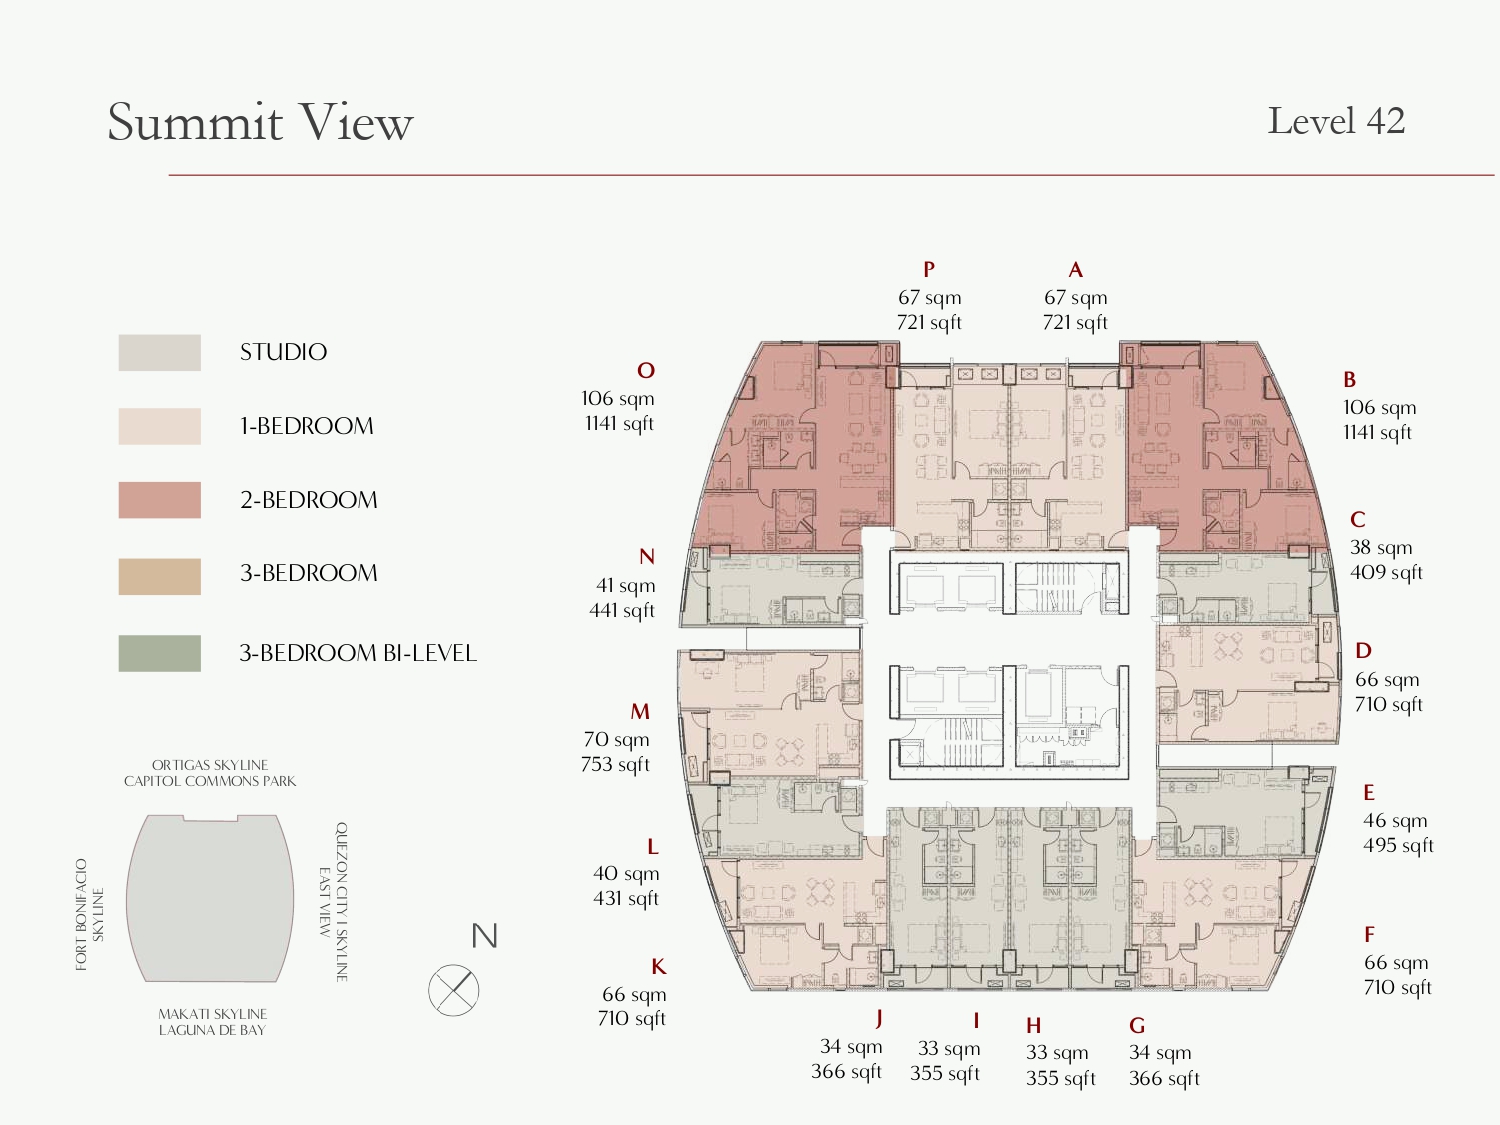 Summit View
Level 42
STUDIO
1-BEDROOM
2-BEDROOM
3-BEDROOM
3-BEDROOM BI-LEVEL
P
67 sqm
721 sqft
A
67 sqm
721 sqft
O
106 sqm
1141 sqft
B
106 sqm
1141 sqft
C
38 sqm
409 sqft
N
41 sqm
441 sqft
D
66 sqm
710 sqft
M
70 sqm
753 sqft
E
46 sqm
495 sqft
L
40 sqm
431 sqft
F
66 sqm
710 sqft
K
66 sqm
710 sqft
J
34 sqm
366 sqft
I
33 sqm
355 sqft
H
33 sqm
355 sqft
G
34 sqm
366 sqft
ORTIGAS SKYLINE
CAPITOL COMMONS PARK
FORT BONIFACIO
SKYLINE
QUEZON CITY I SKYLINE
EAST VIEW
MAKATI SKYLINE
LAGUNA DE BAY
N